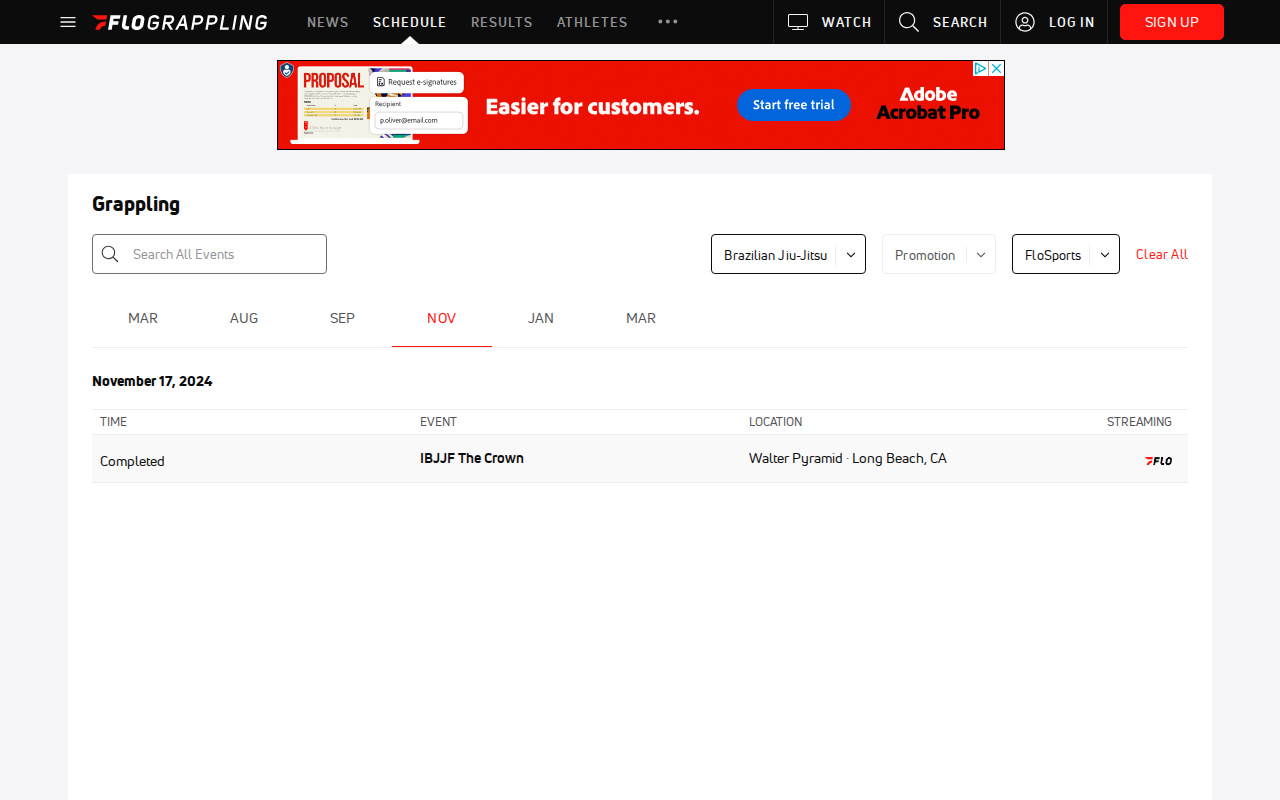 FLOGRAPPLING
NEWS
SCHEDULE
RESULTS
ATHLETES
WATCH
SEARCH
LOG IN
SIGN UP
PROPOSAL
Request e-signatures
Recipient
p.oliver@email.com
Easier for customers.
Start free trial
Adobe
Acrobat Pro
Grappling
Search All Events
Brazilian Jiu-Jitsu
Promotion
FloSports
Clear All
MAR
AUG
SEP
NOV
JAN
MAR
November 17, 2024
TIME
EVENT
LOCATION
STREAMING
Completed
IBJJF The Crown
Walter Pyramid · Long Beach, CA
FLO